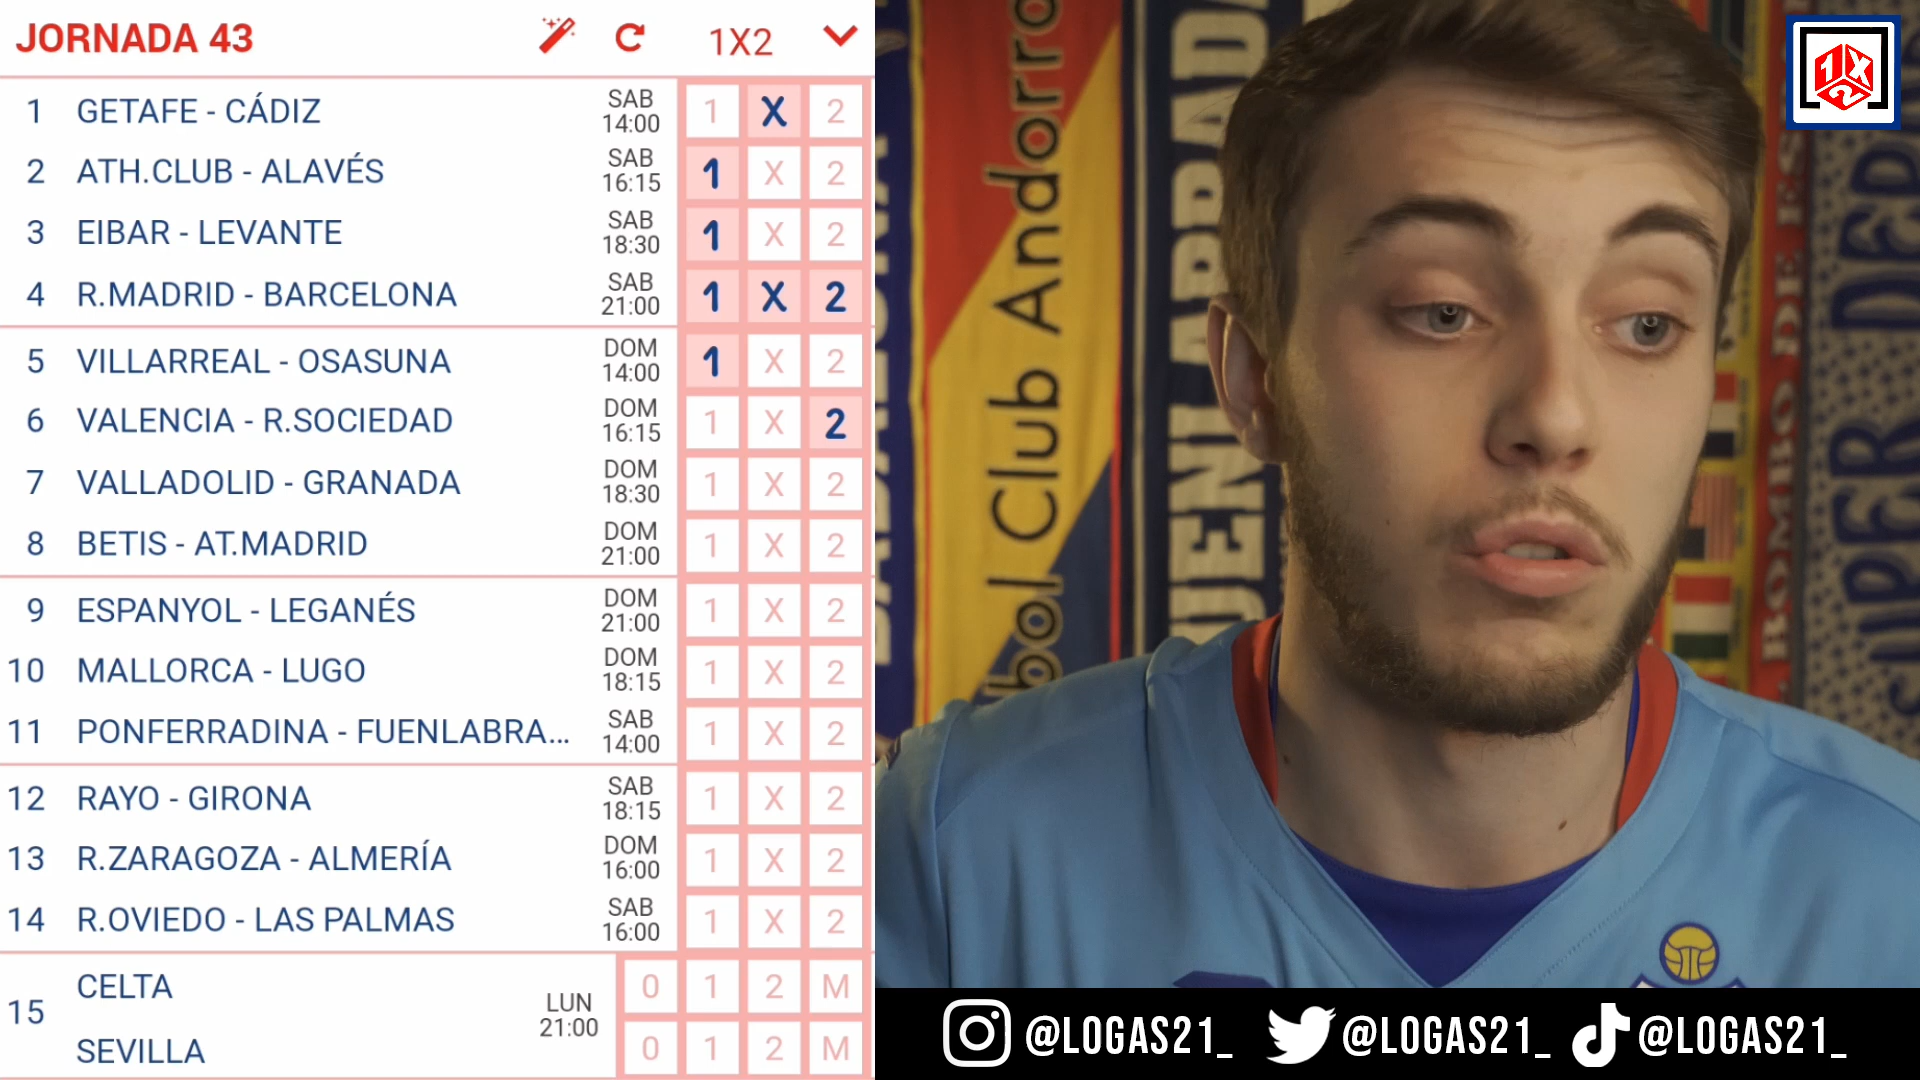 JORNADA 43 1X2
1 GETAFE - CÁDIZ SAB 14:00 1 X 2
2 ATH.CLUB - ALAVÉS SAB 16:15 1 X 2
3 EIBAR - LEVANTE SAB 18:30 1 X 2
4 R.MADRID - BARCELONA SAB 21:00 1 X 2
5 VILLARREAL - OSASUNA DOM 14:00 1 X 2
6 VALENCIA - R.SOCIEDAD DOM 16:15 1 X 2
7 VALLADOLID - GRANADA DOM 18:30 1 X 2
8 BETIS - AT.MADRID DOM 21:00 1 X 2
9 ESPANYOL - LEGANÉS DOM 21:00 1 X 2
10 MALLORCA - LUGO DOM 18:15 1 X 2
11 PONFERRADINA - FUENLABRA... SAB 14:00 1 X 2
12 RAYO - GIRONA SAB 18:15 1 X 2
13 R.ZARAGOZA - ALMERÍA DOM 16:00 1 X 2
14 R.OVIEDO - LAS PALMAS SAB 16:00 1 X 2
15 CELTA LUN 21:00 0 1 2 M
SEVILLA 0 1 2 M
bol Club Andorra
UENLABRADA
BOMBO DE ES
SUPER DEPOR
1X2
@LOGAS21_ @LOGAS21_ @LOGAS21_